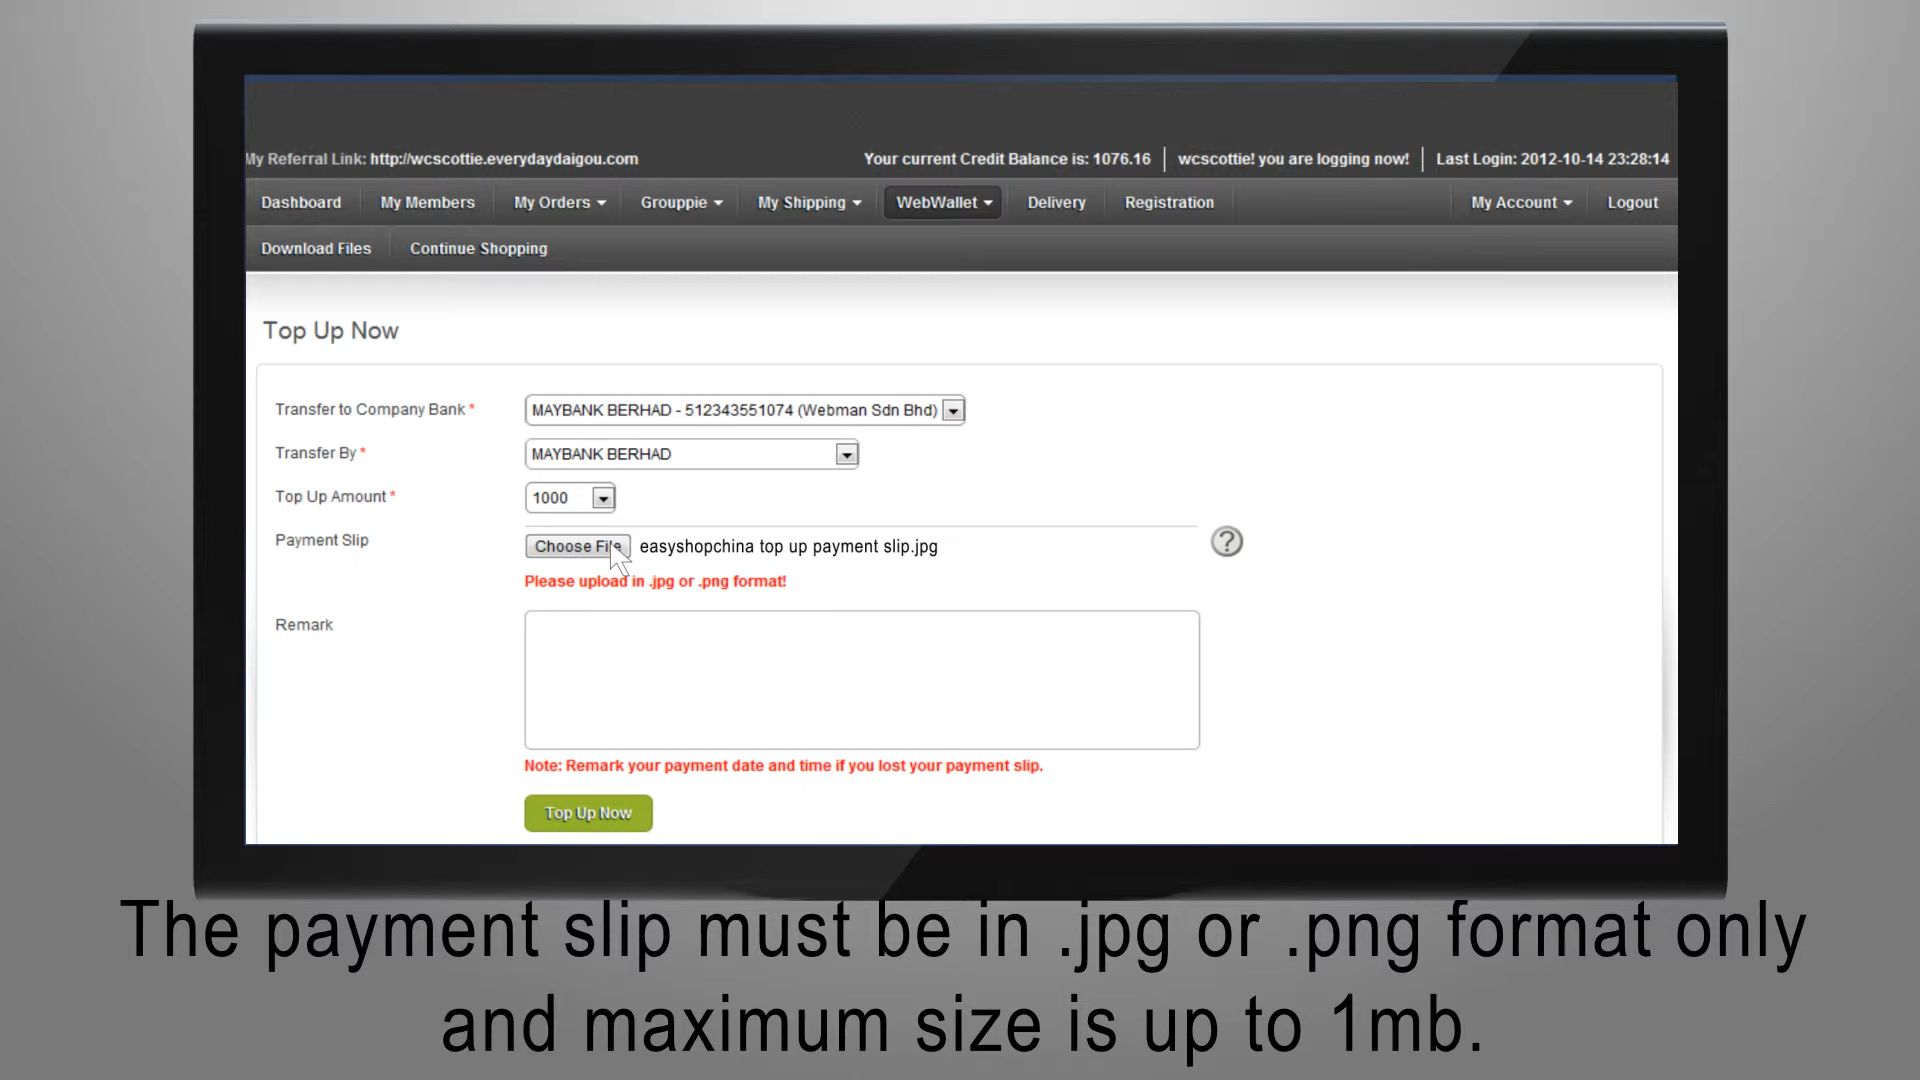 My Referral Link: http://wcscottie.everydaydaigou.com
Your current Credit Balance is: 1076.16
wcscottie! you are logging now!
Last Login: 2012-10-14 23:28:14
Dashboard
My Members
My Orders
Grouppie
My Shipping
WebWallet
Delivery
Registration
My Account
Logout
Download Files
Continue Shopping
Top Up Now
Transfer to Company Bank *
MAYBANK BERHAD - 512343551074 (Webman Sdn Bhd)
Transfer By *
MAYBANK BERHAD
Top Up Amount *
1000
Payment Slip
Choose File
easyshopchina top up payment slip.jpg
?
Please upload in .jpg or .png format!
Remark
Note: Remark your payment date and time if you lost your payment slip.
Top Up Now
The payment slip must be in .jpg or .png format only
and maximum size is up to 1mb.